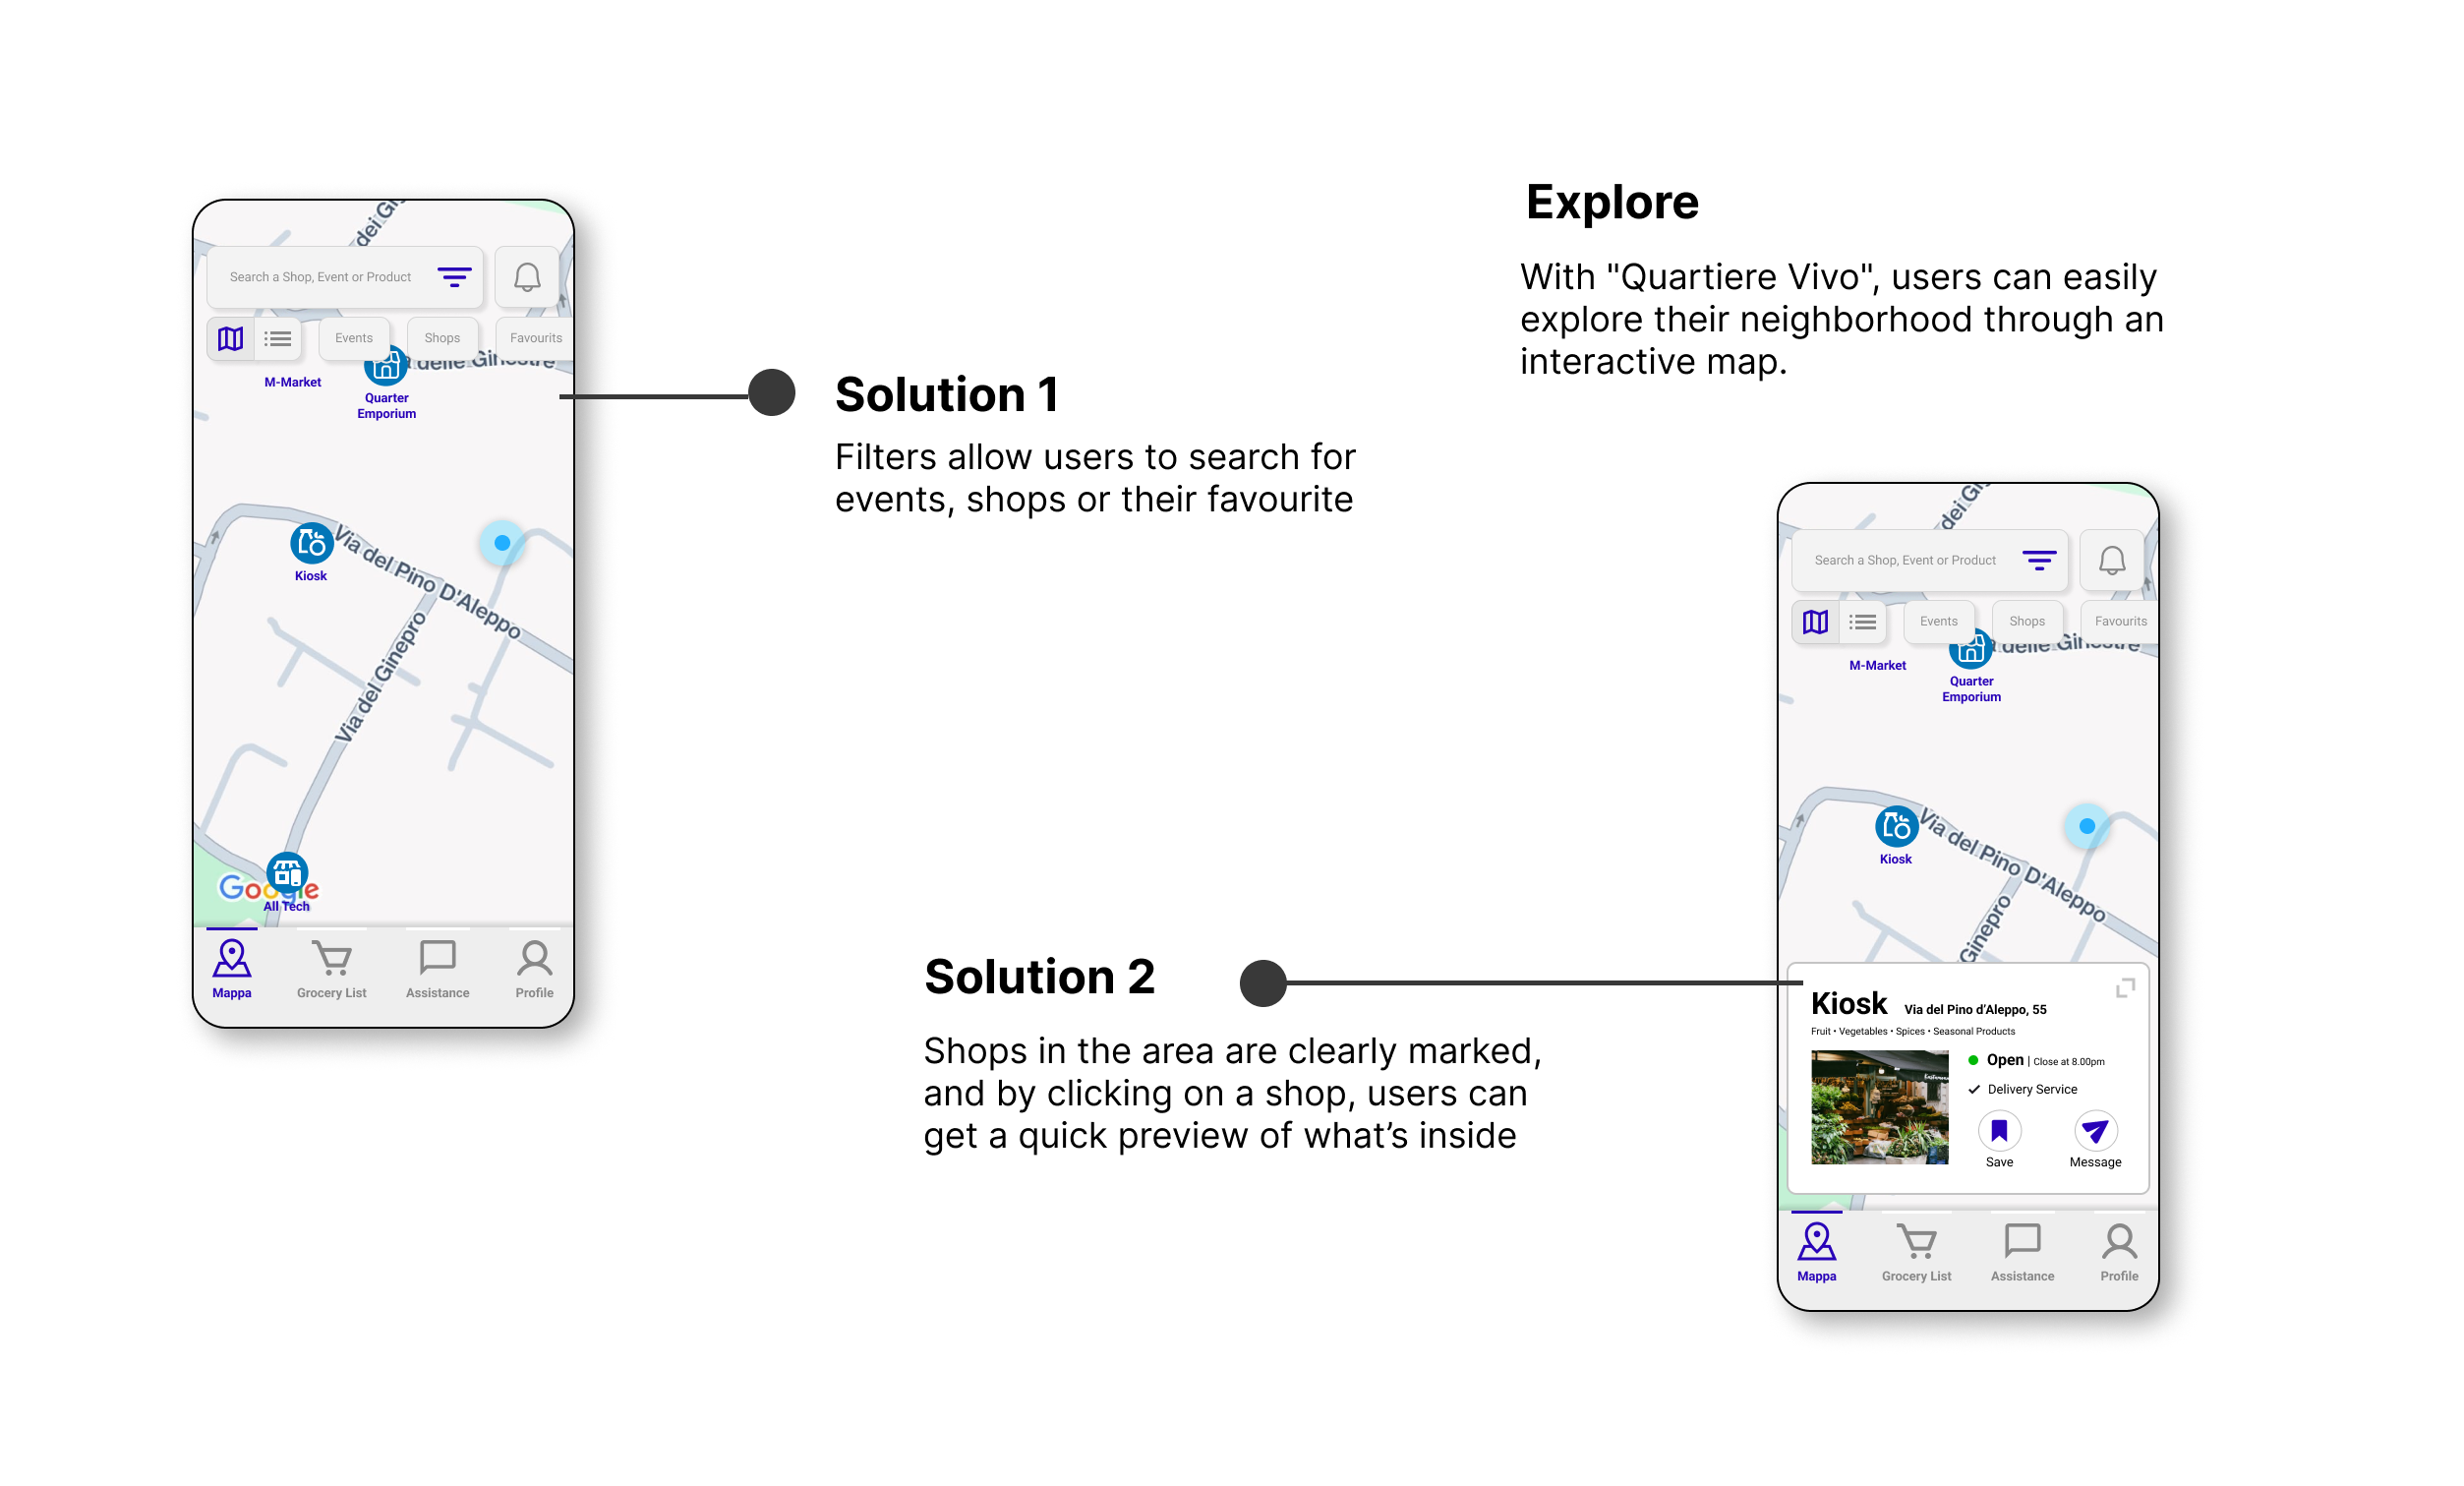 dei Gi
Search a Shop, Event or Product
Events
Shops
Favourits
delle Ginestre
M-Market
Quarter
Emporium
Kiosk
Via del Pino D'Aleppo
Via del Ginepro
Google
All Tech
Mappa
Grocery List
Assistance
Profile
Solution 1
Filters allow users to search for
events, shops or their favourite
Explore
With "Quartiere Vivo", users can easily
explore their neighborhood through an
interactive map.
Solution 2
Shops in the area are clearly marked,
and by clicking on a shop, users can
get a quick preview of what’s inside
dei Gi
Search a Shop, Event or Product
Events
Shops
Favourits
delle Ginestre
M-Market
Quarter
Emporium
Kiosk
Via del Pino D'Aleppo
Ginepro
Kiosk Via del Pino d’Aleppo, 55
Fruit • Vegetables • Spices • Seasonal Products
Open | Close at 8.00pm
Delivery Service
Save
Message
Mappa
Grocery List
Assistance
Profile